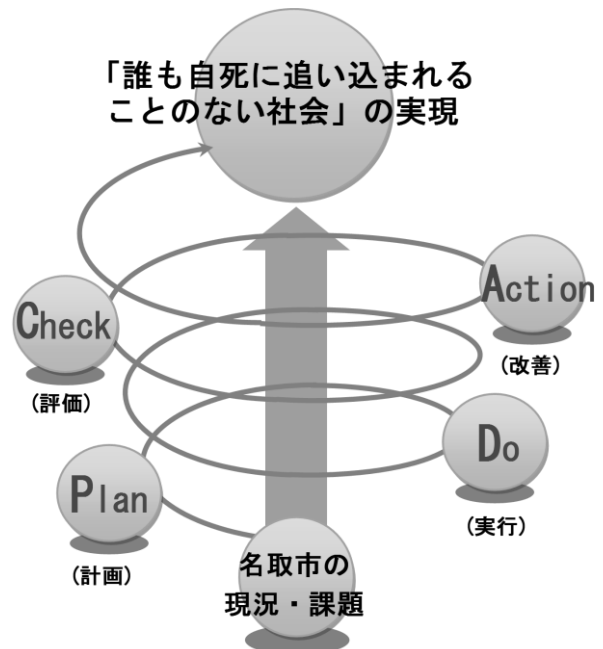 「誰も自死に追い込まれる
ことのない社会」の実現
Action
(改善)
Check
(評価)
Do
(実行)
Plan
(計画)
名取市の
現況・課題